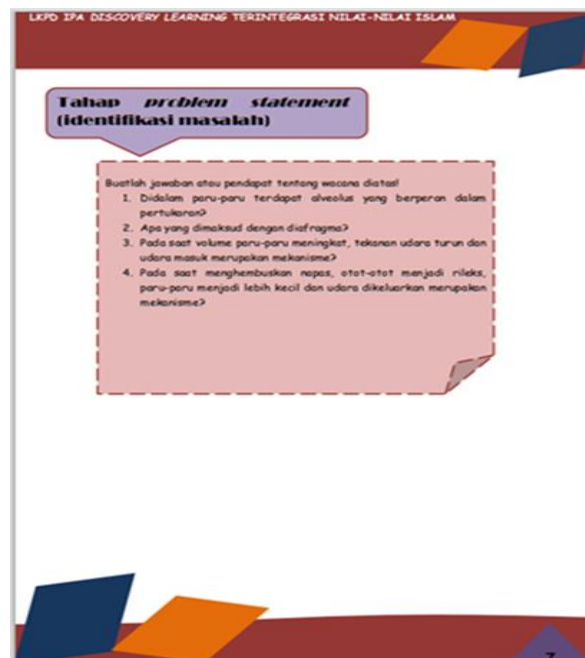 LKPD IPA DISCOVERY LEARNING TERINTEGRASI NILAI-NILAI ISLAM
Tahap problem statement
(identifikasi masalah)
Buatlah jawaban atau pendapat tentang wacana diatas!
1. Didalam paru-paru terdapat alveolus yang berperan dalam
pertukaran?
2. Apa yang dimaksud dengan diafragma?
3. Pada saat volume paru-paru meningkat, tekanan udara turun dan
udara masuk merupakan mekanisme?
4. Pada saat menghembuskan napas, otot-otot menjadi rileks,
paru-paru menjadi lebih kecil dan udara dikeluarkan merupakan
mekanisme?
7